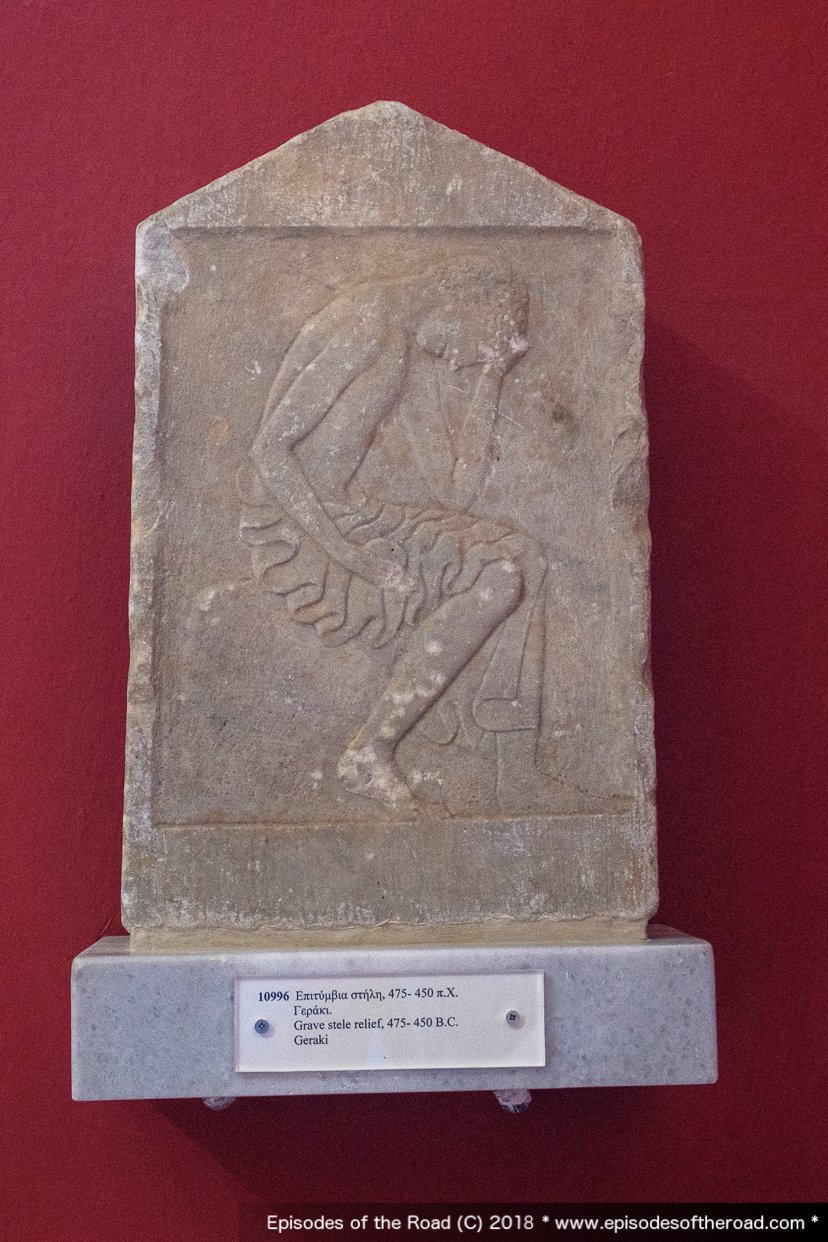 10996 Επιτύμβια στήλη, 475- 450 π.Χ.
Γεράκι.
Grave stele relief, 475- 450 B.C.
Geraki
Episodes of the Road (C) 2018 * www.episodesoftheroad.com *